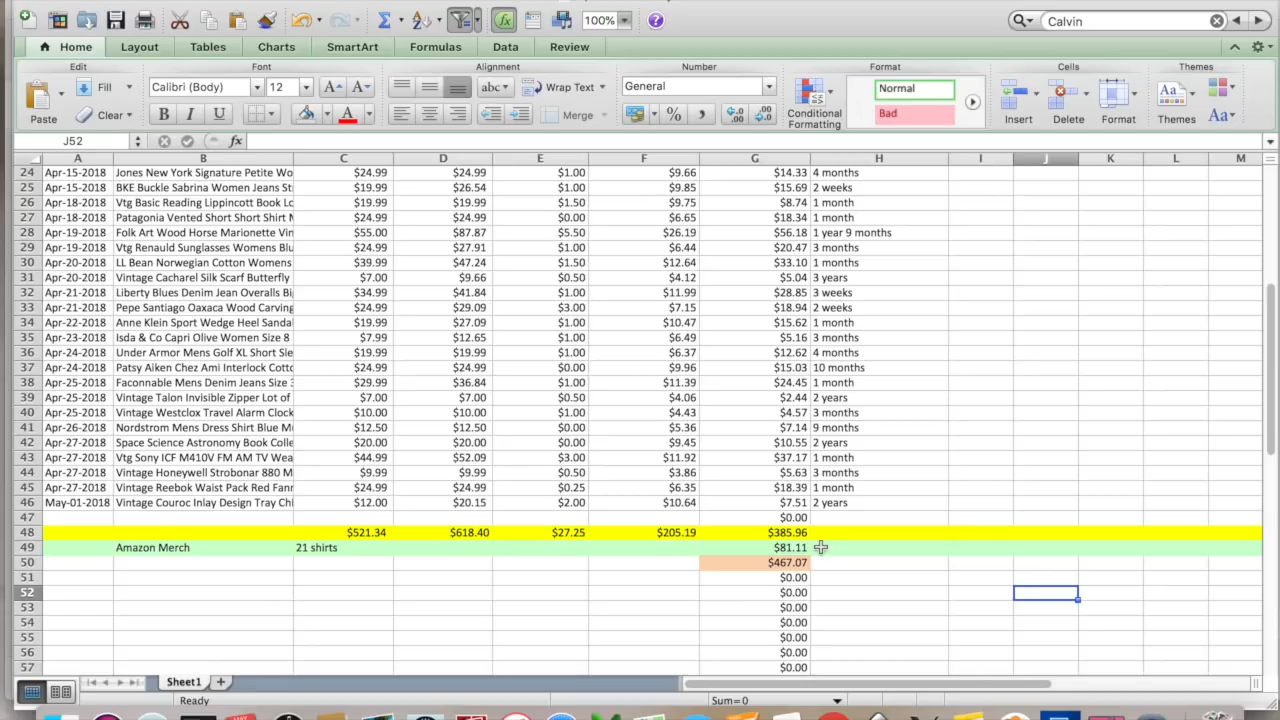 100%
Calvin
Home Layout Tables Charts SmartArt Formulas Data Review
Edit Font Alignment Number Format Cells Themes
Fill Calibri (Body) 12 A A abc Wrap Text General Normal
Paste Clear B I U A Merge % Conditional Formatting Bad Insert Delete Format Themes Aa
J52 fx
A B C D E F G H I J K L M
24 Apr-15-2018 Jones New York Signature Petite Wo $24.99 $24.99 $1.00 $9.66 $14.33 4 months
25 Apr-15-2018 BKE Buckle Sabrina Women Jeans St $19.99 $26.54 $1.00 $9.85 $15.69 2 weeks
26 Apr-18-2018 Vtg Basic Reading Lippincott Book Lo $19.99 $19.99 $1.50 $9.75 $8.74 1 month
27 Apr-18-2018 Patagonia Vented Short Short Shirt $24.99 $24.99 $0.00 $6.65 $18.34 1 month
28 Apr-19-2018 Folk Art Wood Horse Marionette Vin $55.00 $87.87 $5.50 $26.19 $56.18 1 year 9 months
29 Apr-19-2018 Vtg Renauld Sunglasses Womens Blu $24.99 $27.91 $1.00 $6.44 $20.47 3 months
30 Apr-20-2018 LL Bean Norwegian Cotton Womens $39.99 $47.24 $1.50 $12.64 $33.10 1 months
31 Apr-20-2018 Vintage Cacharel Silk Scarf Butterfly $7.00 $9.66 $0.50 $4.12 $5.04 3 years
32 Apr-21-2018 Liberty Blues Denim Jean Overalls Bi $34.99 $41.84 $1.00 $11.99 $28.85 3 weeks
33 Apr-21-2018 Pepe Santiago Oaxaca Wood Carving $24.99 $29.09 $3.00 $7.15 $18.94 2 weeks
34 Apr-22-2018 Anne Klein Sport Wedge Heel Sanda $19.99 $27.09 $1.00 $10.47 $15.62 1 month
35 Apr-23-2018 Isda & Co Capri Olive Women Size 8 $7.99 $12.65 $1.00 $6.49 $5.16 3 months
36 Apr-24-2018 Under Armor Mens Golf XL Short Sle $19.99 $19.99 $1.00 $6.37 $12.62 4 months
37 Apr-24-2018 Patsy Aiken Chez Ami Interlock Cotto $24.99 $24.99 $0.00 $9.96 $15.03 10 months
38 Apr-25-2018 Faconnable Mens Denim Jeans Size 3 $29.99 $36.84 $1.00 $11.39 $24.45 1 month
39 Apr-25-2018 Vintage Talon Invisible Zipper Lot of $7.00 $7.00 $0.50 $4.06 $2.44 2 years
40 Apr-25-2018 Vintage Westclox Travel Alarm Clock $10.00 $10.00 $1.00 $4.43 $4.57 3 months
41 Apr-26-2018 Nordstrom Mens Dress Shirt Blue M $12.50 $12.50 $0.00 $5.36 $7.14 9 months
42 Apr-27-2018 Space Science Astronomy Book Colle $20.00 $20.00 $0.00 $9.45 $10.55 2 years
43 Apr-27-2018 Vtg Sony ICF M410V FM AM TV Wea $44.99 $52.09 $3.00 $11.92 $37.17 1 month
44 Apr-27-2018 Vintage Honeywell Strobonar 880 M $9.99 $9.99 $0.50 $3.86 $5.63 3 months
45 Apr-27-2018 Vintage Reebok Waist Pack Red Fann $24.99 $24.99 $0.25 $6.35 $18.39 1 month
46 May-01-2018 Vintage Couroc Inlay Design Tray Chi $12.00 $20.15 $2.00 $10.64 $7.51 2 years
47 $0.00
48 $521.34 $618.40 $27.25 $205.19 $385.96
49 Amazon Merch 21 shirts $81.11
50 $467.07
51 $0.00
52 $0.00
53 $0.00
54 $0.00
55 $0.00
56 $0.00
57 $0.00
Sheet1
Ready Sum=0